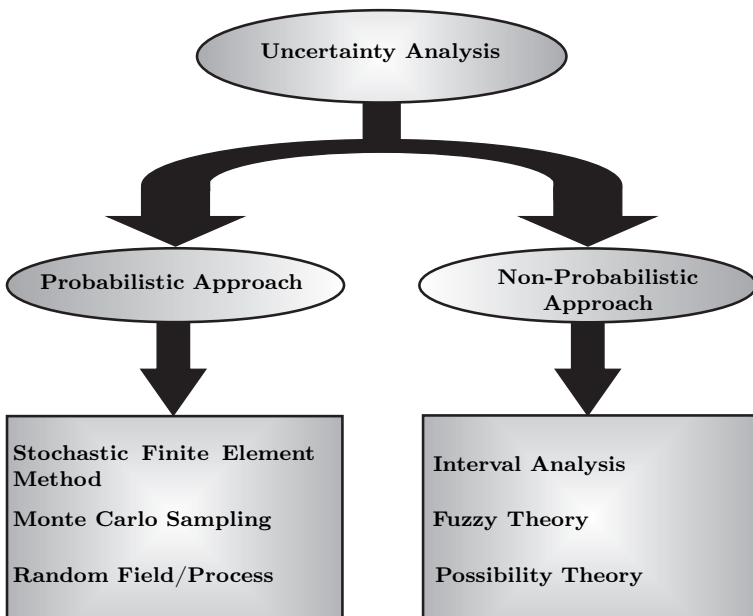 Uncertainty Analysis
Probabilistic Approach
Non-Probabilistic
Approach
Stochastic Finite Element
Method
Monte Carlo Sampling
Random Field/Process
Interval Analysis
Fuzzy Theory
Possibility Theory